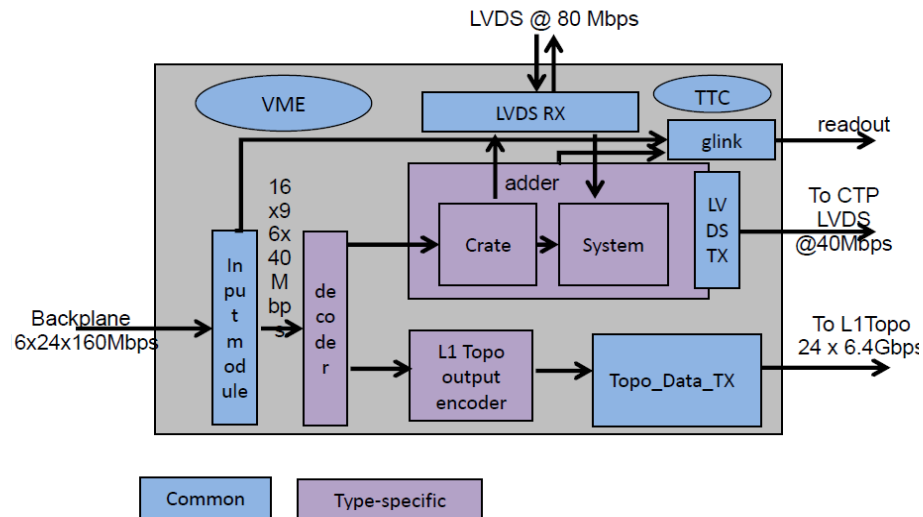 LVDS @ 80 Mbps
VME
TTC
LVDS RX
glink
readout
adder
16
x9
6x
40
M
bp
s
LV
DS
TX
To CTP
LVDS
@40Mbps
Crate
System
In
pu
t m
od
ule
de
co
de
r
Backplane
16x24x160Mbps
L1 Topo
output
encoder
Topo_Data_TX
To L1Topo
24 x 6.4Gbps
Common
Type-specific